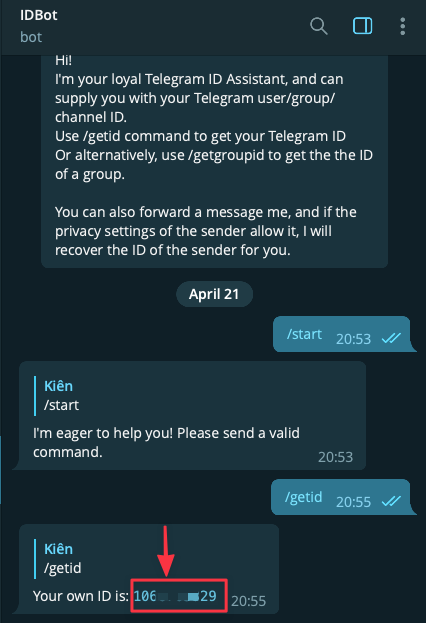 IDBot
bot
Hi!
I'm your loyal Telegram ID Assistant, and can
supply you with your Telegram user/group/
channel ID.
Use /getid command to get your Telegram ID
Or alternatively, use /getgroupid to get the the ID
of a group.
You can also forward a message me, and if the
privacy settings of the sender allow it, I will
recover the ID of the sender for you.
April 21
/start 20:53
Kiên
/start
I'm eager to help you! Please send a valid
command.
20:53
/getid 20:55
Kiên
/getid
Your own ID is: 20:55